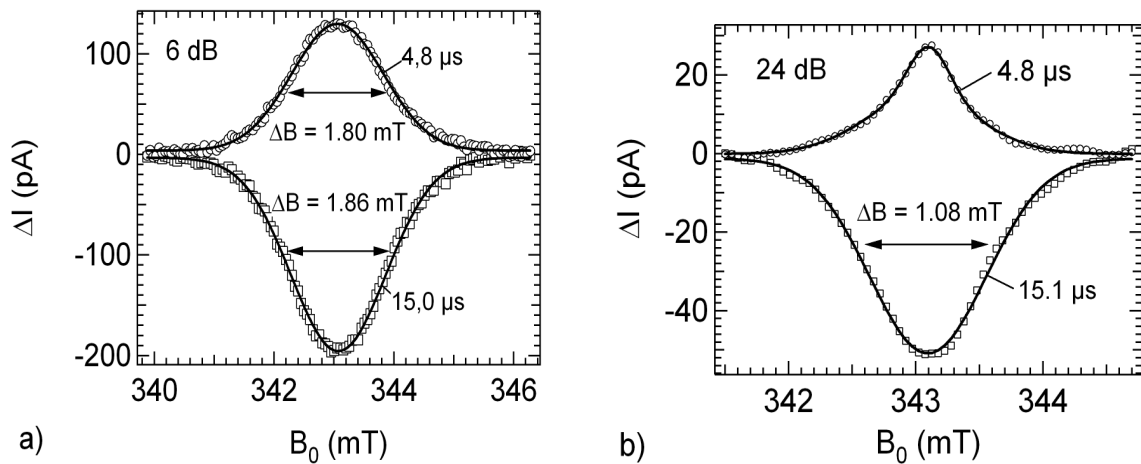 6 dB
4,8 µs
ΔB = 1.80 mT
ΔB = 1.86 mT
15,0 µs
100
0
-100
-200
ΔI (pA)
340
342
344
346
B0 (mT)
a)
24 dB
4.8 µs
ΔB = 1.08 mT
15.1 µs
20
0
-20
-40
ΔI (pA)
342
343
344
B0 (mT)
b)